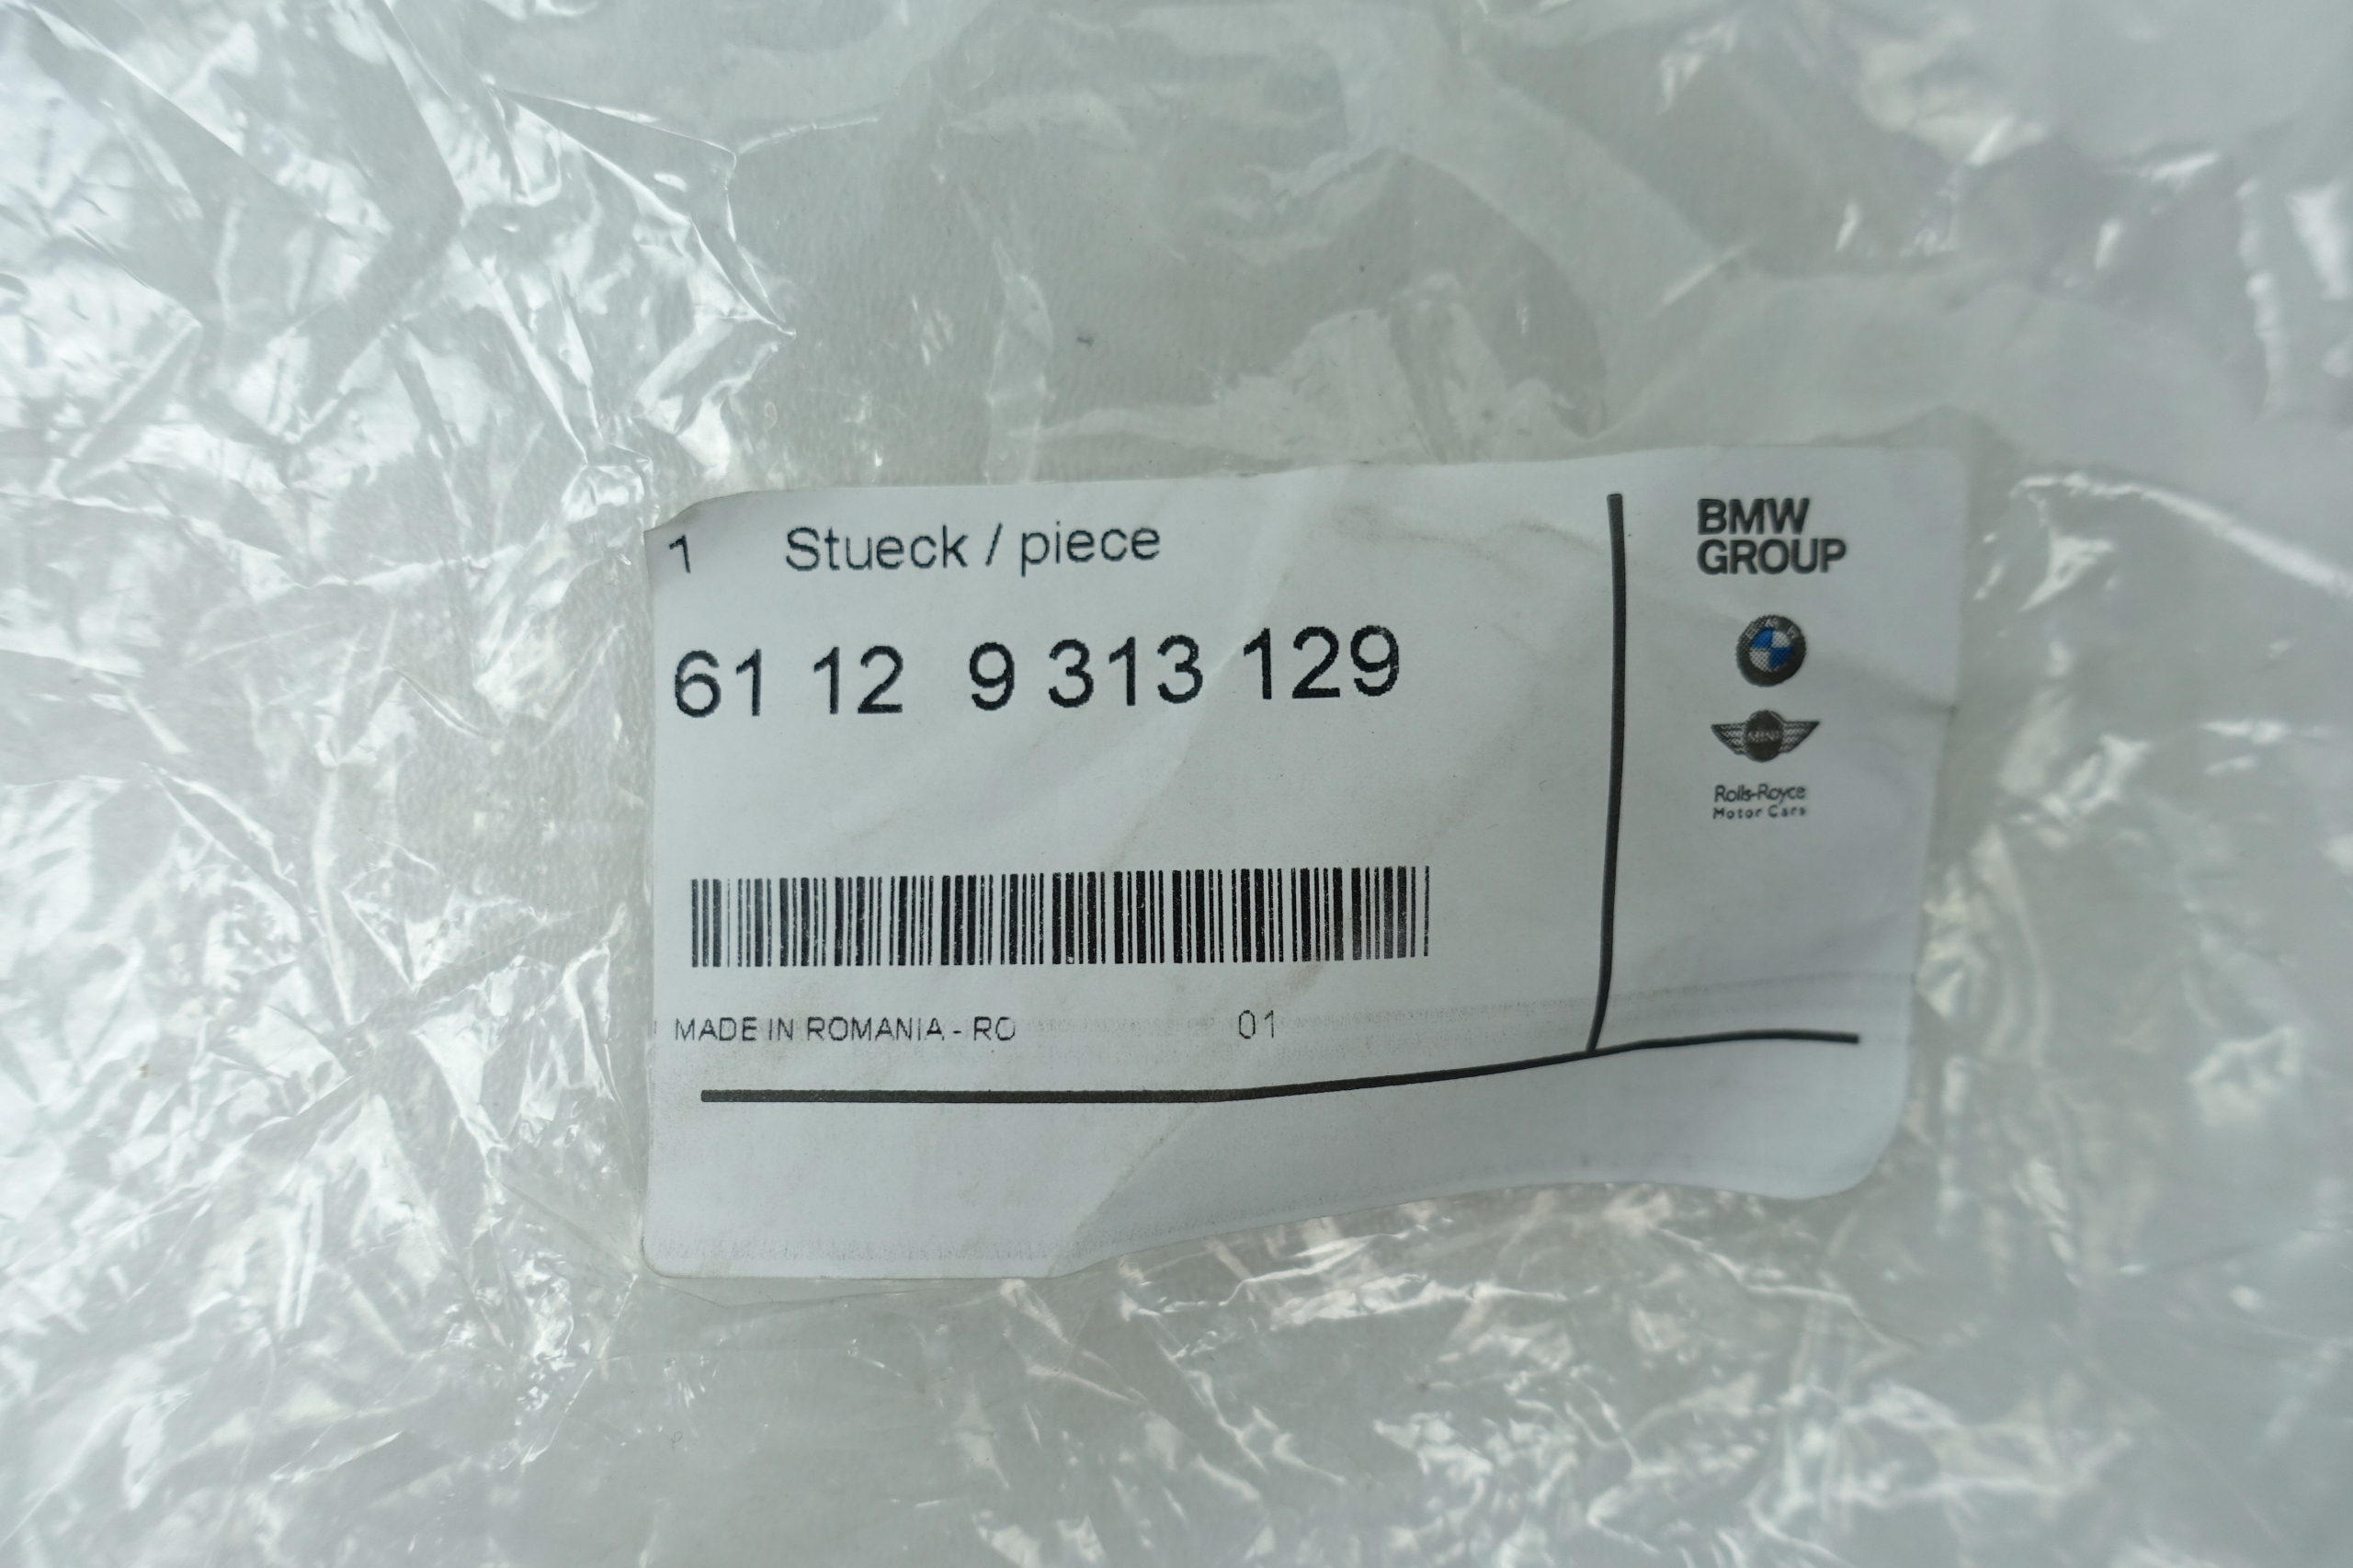 1 Stueck / piece
61 12 9 313 129
MADE IN ROMANIA - RO 01
BMW
GROUP
MINI
Rolls-Royce
Motor Cars